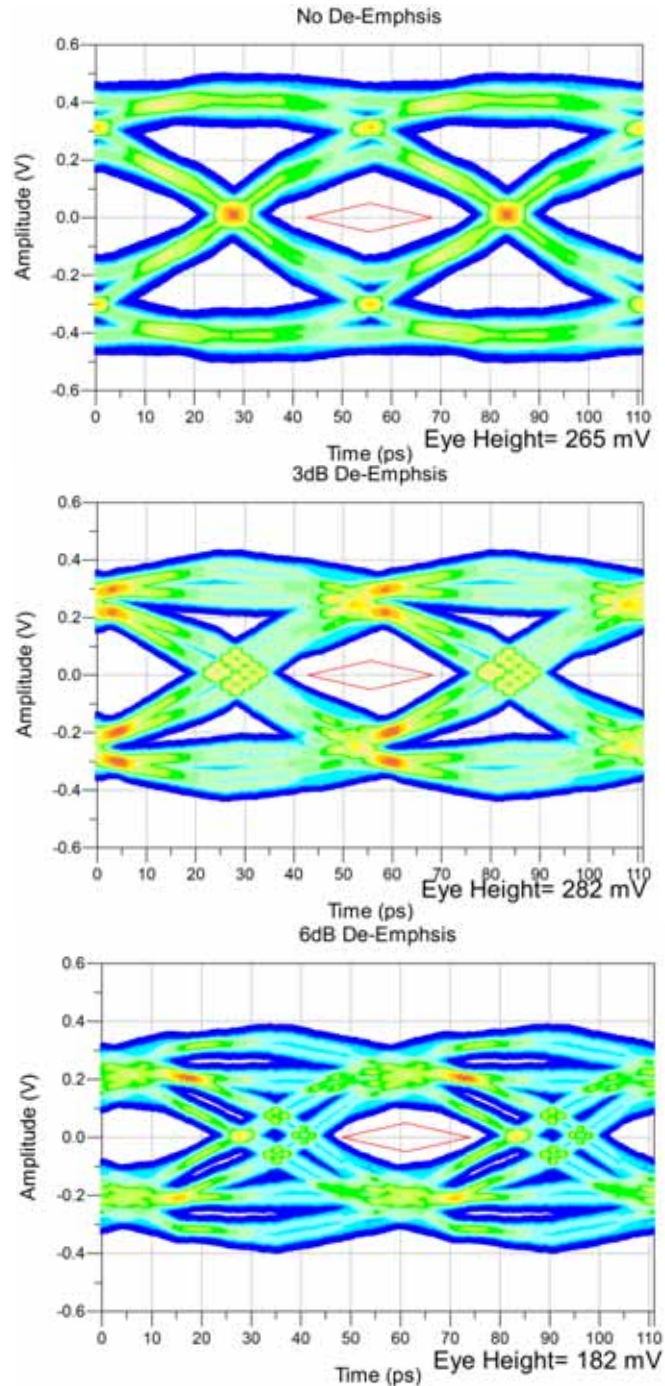 No De-Emphsis
0.6
0.4
0.2
0.0
-0.2
-0.4
-0.6
Amplitude (V)
0 10 20 30 40 50 60 70 80 90 100 110
Time (ps)
Eye Height= 265 mV
3dB De-Emphsis
0.6
0.4
0.2
0.0
-0.2
-0.4
-0.6
Amplitude (V)
0 10 20 30 40 50 60 70 80 90 100 110
Eye Height= 282 mV
Time (ps)
6dB De-Emphsis
0.6
0.4
0.2
0.0
-0.2
-0.4
-0.6
Amplitude (V)
0 10 20 30 40 50 60 70 80 90 100 110
Eye Height= 182 mV
Time (ps)